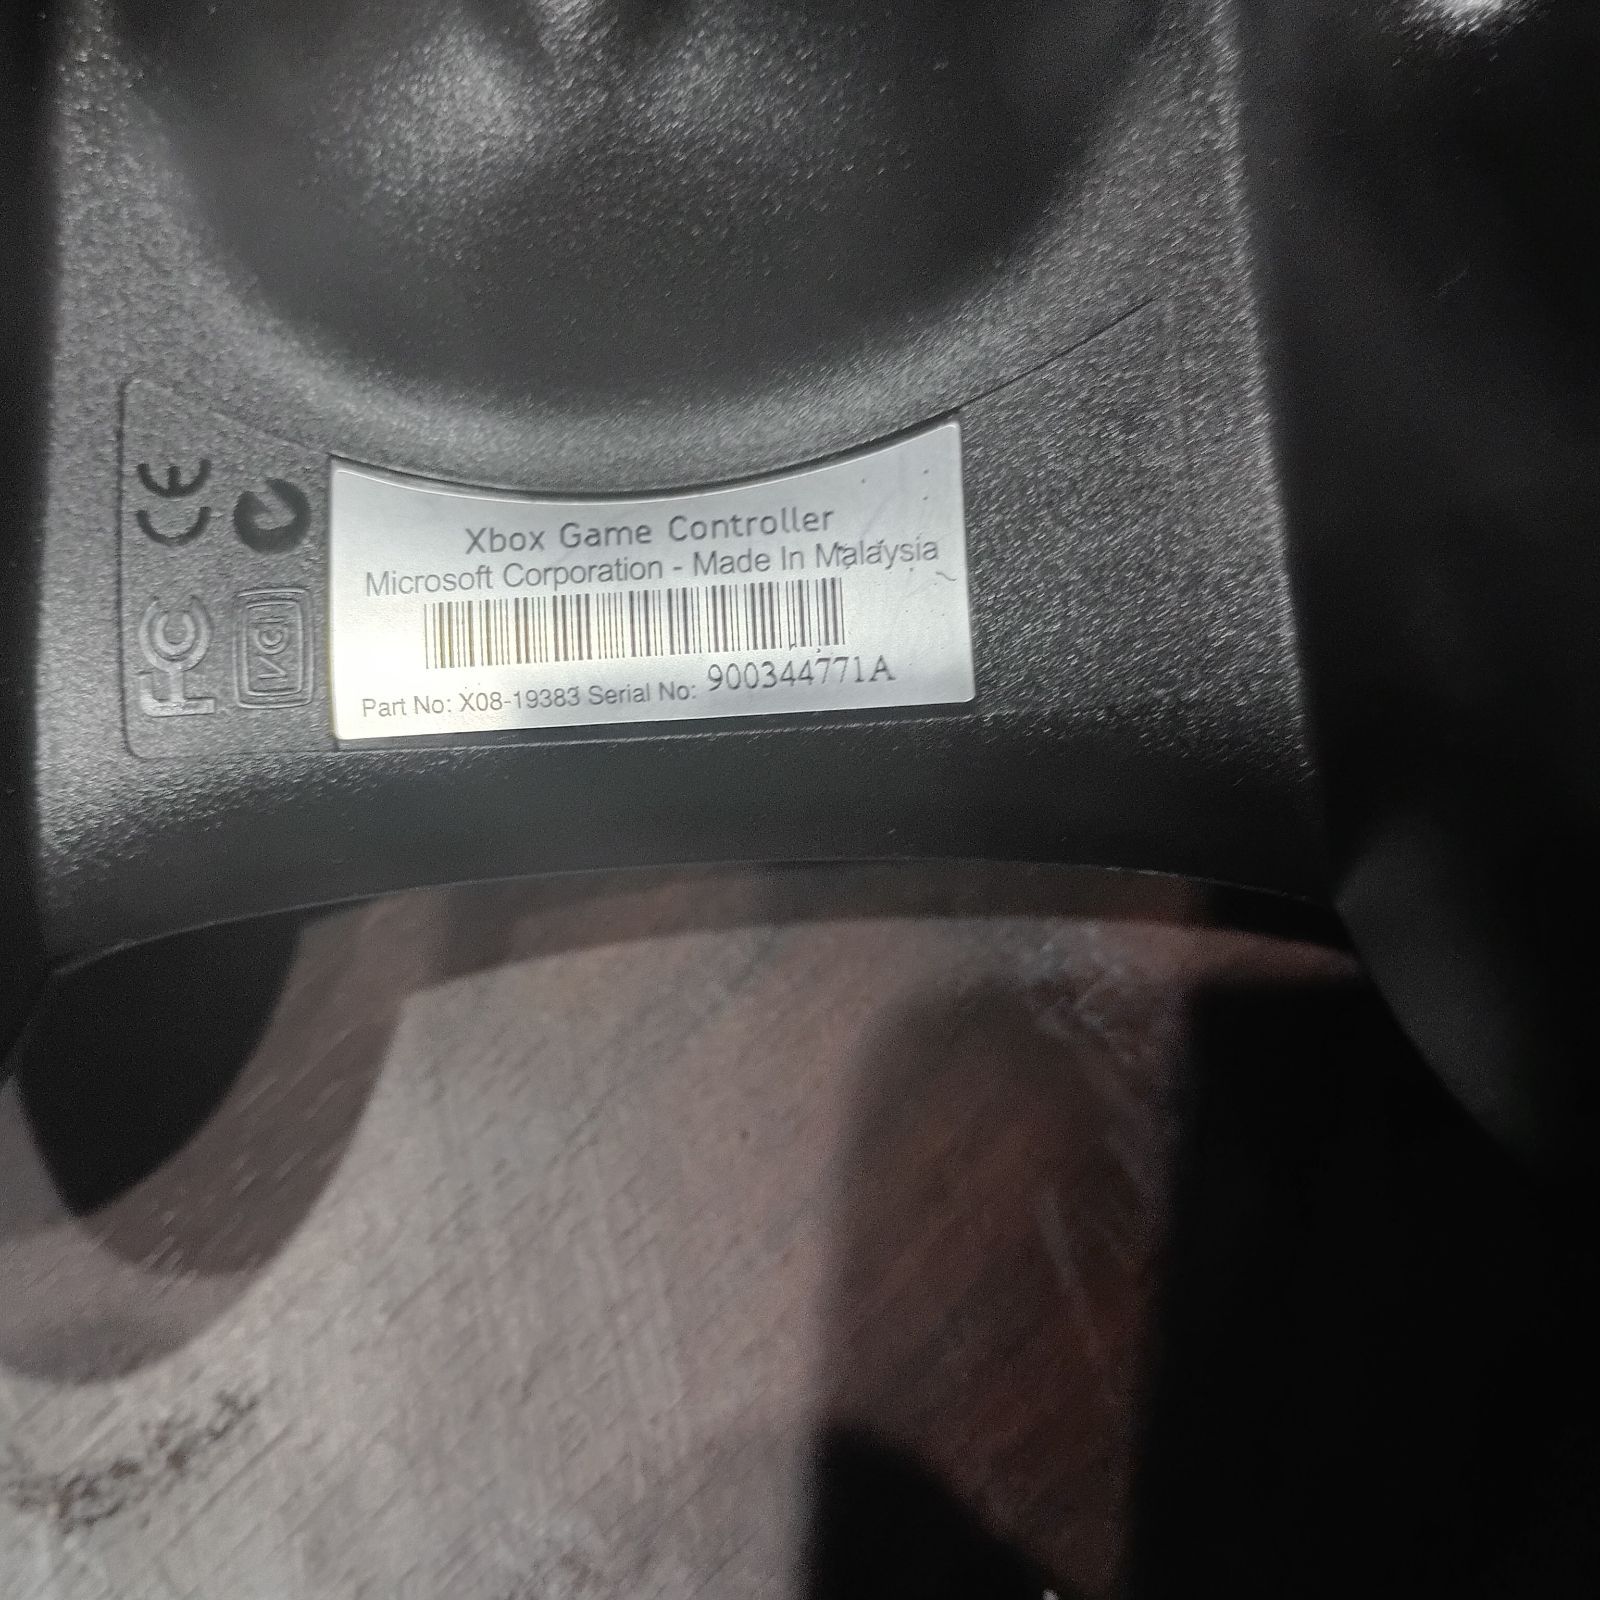 Xbox Game Controller
Microsoft Corporation - Made In Malaysia
Part No: X08-19383 Serial No: 900344771A
CE
FC
VCI